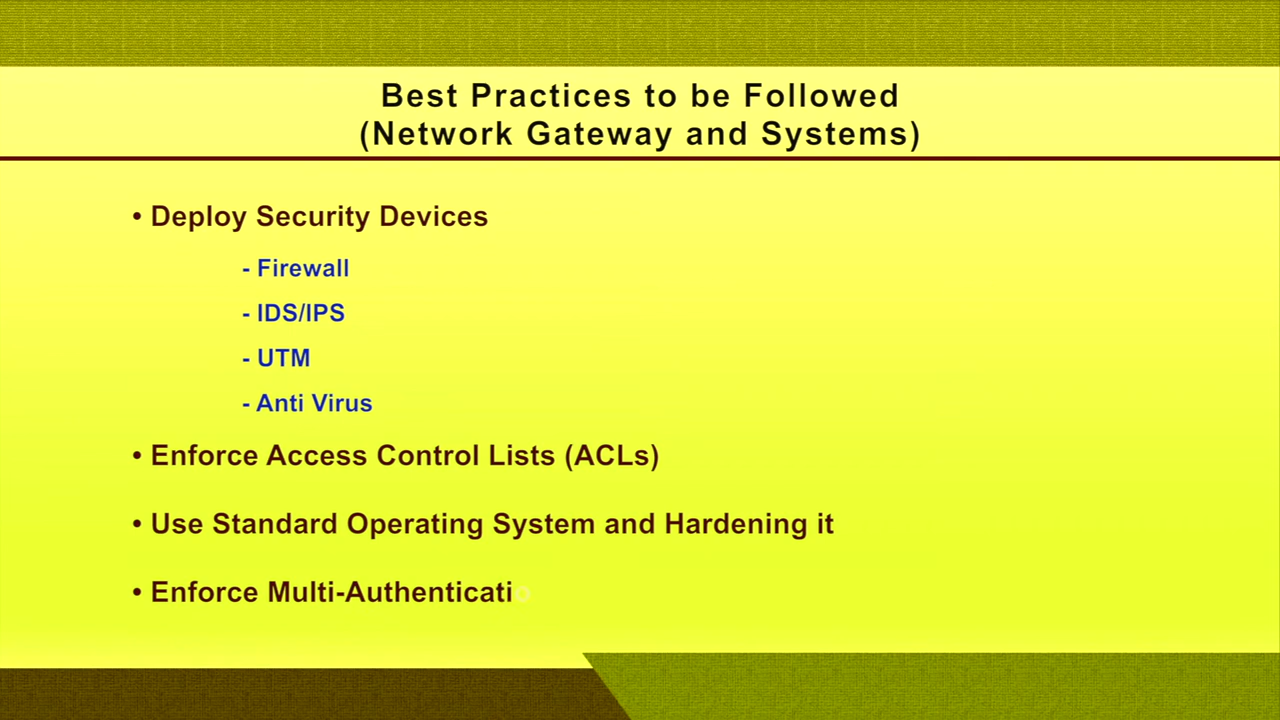 Best Practices to be Followed
(Network Gateway and Systems)
• Deploy Security Devices
- Firewall
- IDS/IPS
- UTM
- Anti Virus
• Enforce Access Control Lists (ACLs)
• Use Standard Operating System and Hardening it
• Enforce Multi-Authenticatio